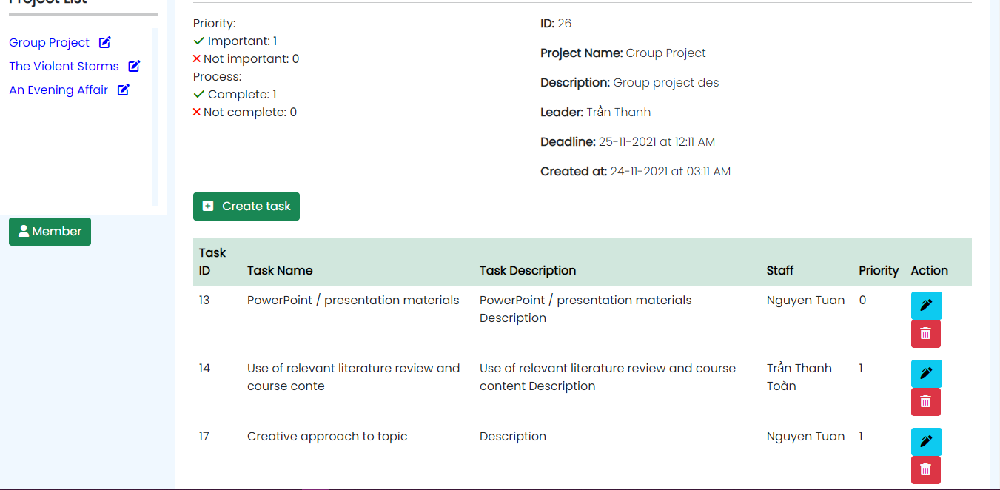 Project List
Group Project
The Violent Storms
An Evening Affair
Member
Priority:
Important: 1
Not important: 0
Process:
Complete: 1
Not complete: 0
ID: 26
Project Name: Group Project
Description: Group project des
Leader: Trần Thanh
Deadline: 25-11-2021 at 12:11 AM
Created at: 24-11-2021 at 03:11 AM
Create task
Task
ID Task Name Task Description Staff Priority Action
13 PowerPoint / presentation materials PowerPoint / presentation materials Nguyen Tuan 0
Description
14 Use of relevant literature review and Use of relevant literature review and course Trần Thanh 1
course conte content Description Toàn
17 Creative approach to topic Description Nguyen Tuan 1